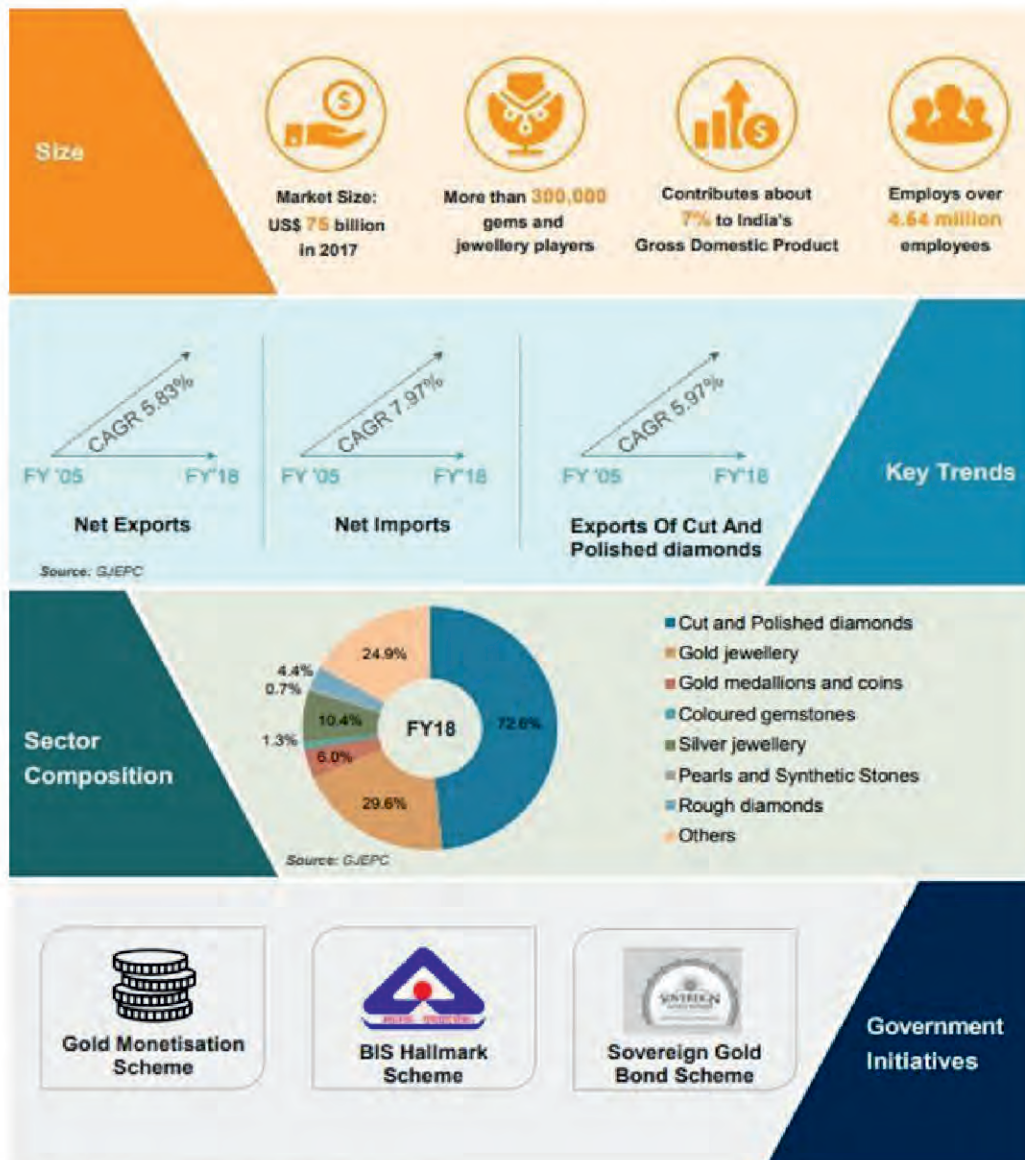 Size
Market Size:
US$ 75 billion
in 2017
More than 300,000
gems and
jewellery players
Contributes about
7% to India's
Gross Domestic Product
Employs over
4.64 million
employees
CAGR 5.83%
FY '05
FY'18
Net Exports
CAGR 7.97%
FY '05
FY'18
Net Imports
CAGR 5.97%
FY '05
FY'18
Exports Of Cut And
Polished diamonds
Key Trends
Source: GJEPC
Sector
Composition
24.9%
4.4%
0.7%
10.4%
1.3%
6.0%
29.6%
72.6%
FY18
Cut and Polished diamonds
Gold jewellery
Gold medallions and coins
Coloured gemstones
Silver jewellery
Pearls and Synthetic Stones
Rough diamonds
Others
Source: GJEPC
Gold Monetisation
Scheme
BIS Hallmark
Scheme
SOVEREIGN
Sovereign Gold
Bond Scheme
Government
Initiatives